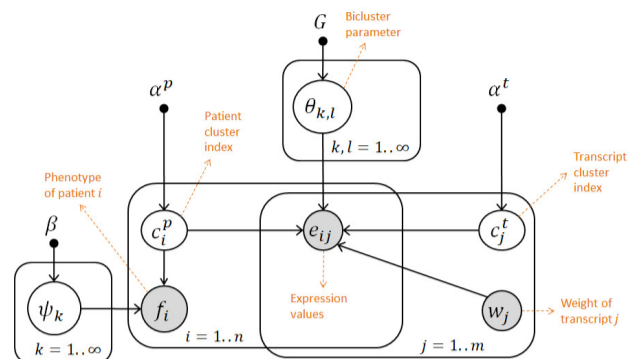 G
Bicluster
parameter
α^p
α^t
θ_{k,l}
Patient
cluster
index
k, l = 1..∞
Transcript
cluster
index
Phenotype
of patient i
β
c_i^p
e_{ij}
c_j^t
ψ_k
f_i
Expression
values
w_j
Weight of
transcript j
i = 1..n
k = 1..∞
j = 1..m